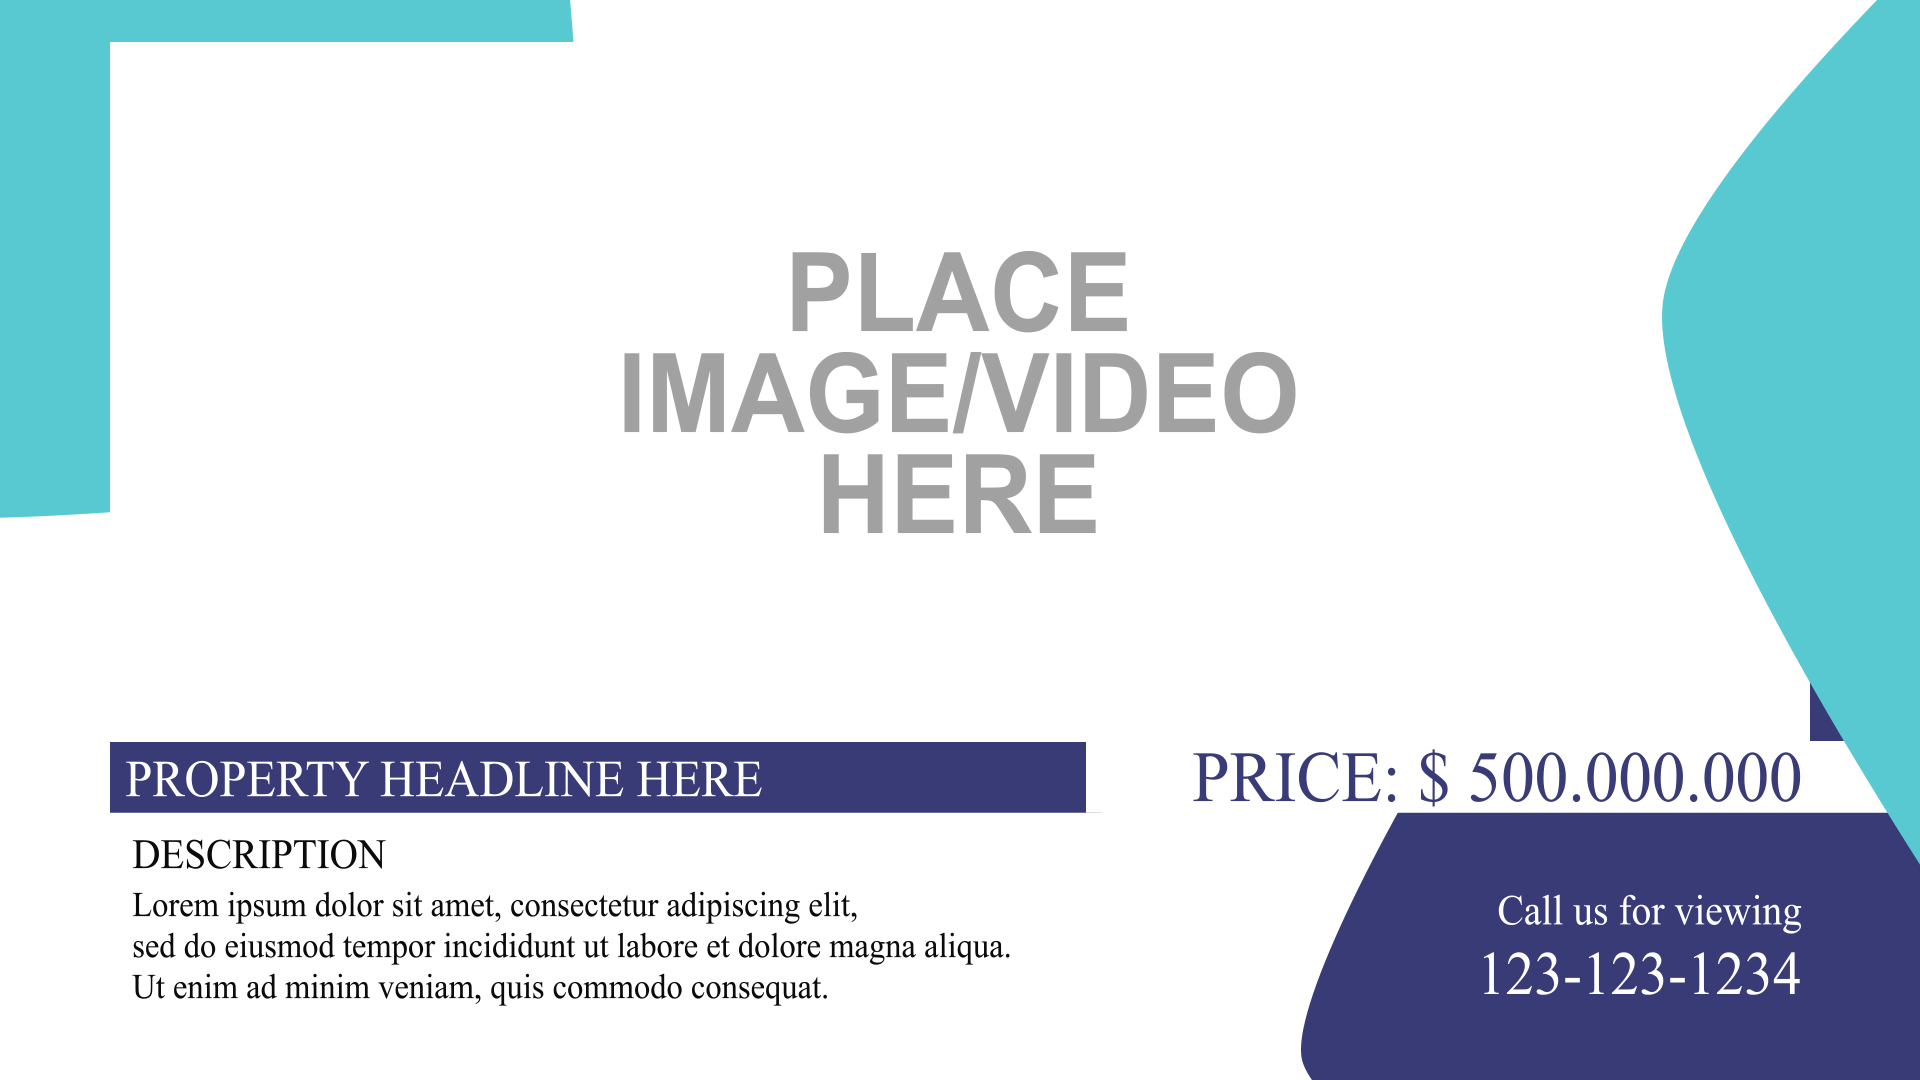 PLACE
IMAGE/VIDEO
HERE
PROPERTY HEADLINE HERE
PRICE: $ 500.000.000
DESCRIPTION
Lorem ipsum dolor sit amet, consectetur adipiscing elit,
sed do eiusmod tempor incididunt ut labore et dolore magna aliqua.
Ut enim ad minim veniam, quis commodo consequat.
Call us for viewing
123-123-1234